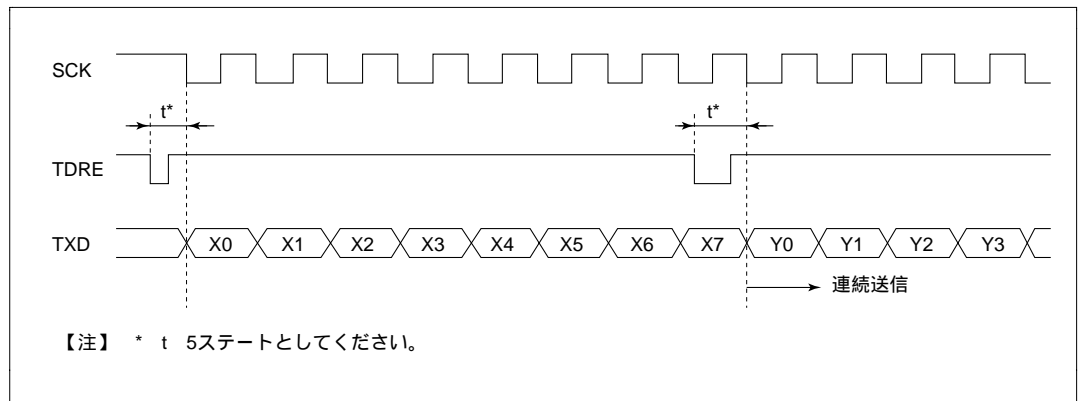 SCK
t* t*
TDRE
TXD X0 X1 X2 X3 X4 X5 X6 X7 Y0 Y1 Y2 Y3
連続送信
【注】 * t 5ステートとしてください。